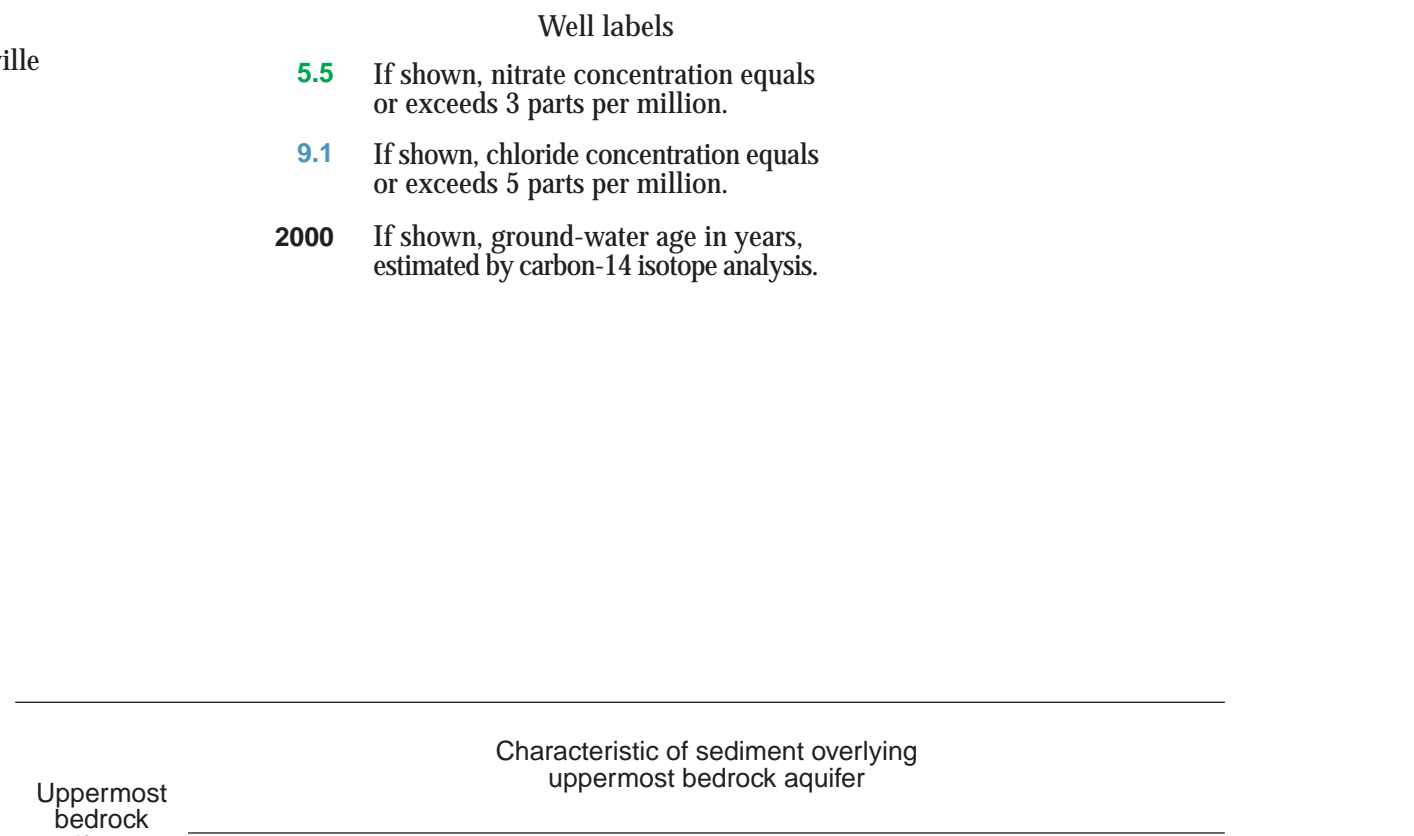 Well labels
5.5 If shown, nitrate concentration equals
or exceeds 3 parts per million.
9.1 If shown, chloride concentration equals
or exceeds 5 parts per million.
2000 If shown, ground-water age in years,
estimated by carbon-14 isotope analysis.
Characteristic of sediment overlying
uppermost bedrock aquifer
Uppermost
bedrock